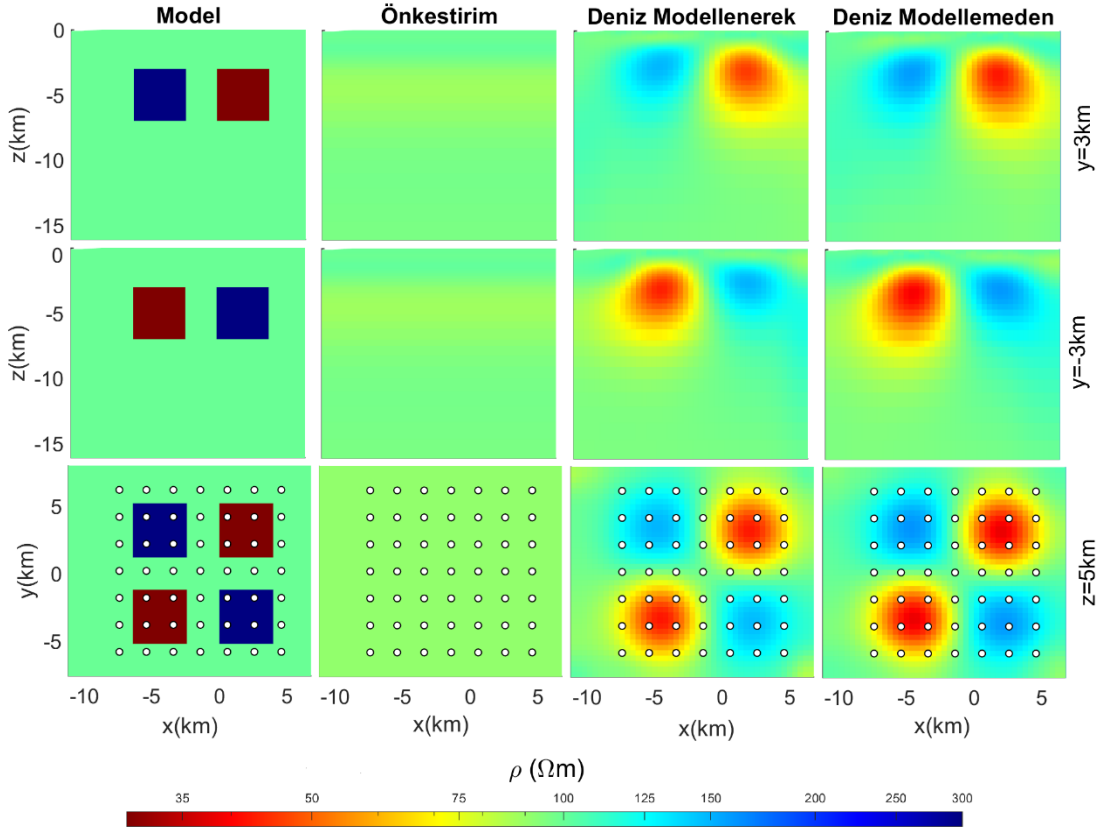 Model Önkestirim Deniz Modellenerek Deniz Modellemeden
0
-5
-10
-15
z(km)
y=3km
0
-5
-10
-15
z(km)
y=-3km
5
0
-5
y(km)
z=5km
-10 -5 0 5 -10 -5 0 5 -10 -5 0 5 -10 -5 0 5
x(km) x(km) x(km) x(km)
ρ (Ωm)
35 50 75 100 125 150 200 250 300